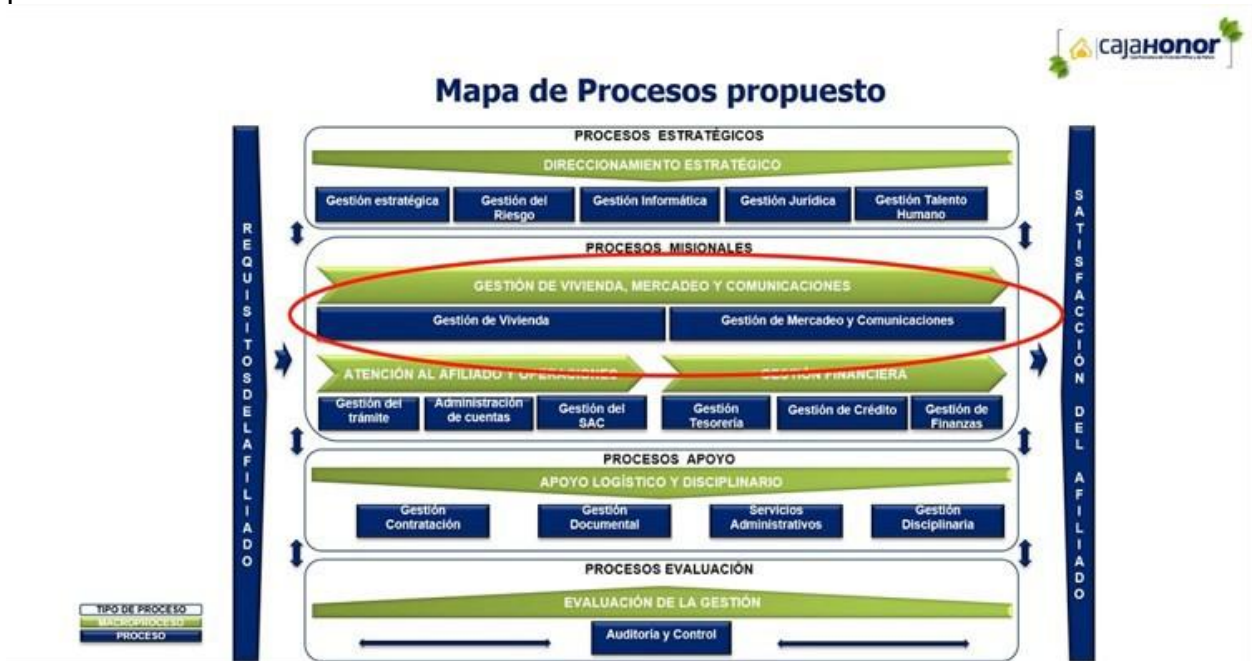 cajaHonor
Mapa de Procesos propuesto
REQUISITOS DEL AFILIADO
PROCESOS ESTRATÉGICOS
DIRECCIONAMIENTO ESTRATÉGICO
Gestión estratégica
Gestión del
Riesgo
Gestión Informática
Gestión Jurídica
Gestión Talento
Humano
PROCESOS MISIONALES
GESTIÓN DE VIVIENDA, MERCADEO Y COMUNICACIONES
Gestión de Vivienda
Gestión de Mercadeo y Comunicaciones
ATENCIÓN AL AFILIADO Y OPERACIONES
GESTIÓN FINANCIERA
Gestión del
trámite
Administración
de cuentas
Gestión del
SAC
Gestión
Tesorería
Gestión de Crédito
Gestión de
Finanzas
PROCESOS APOYO
APOYO LOGÍSTICO Y DISCIPLINARIO
Gestión
Contratación
Gestión
Documental
Servicios
Administrativos
Gestión
Disciplinaria
PROCESOS EVALUACIÓN
EVALUACIÓN DE LA GESTIÓN
Auditoría y Control
SATISFACCIÓN DEL AFILIADO
TIPO DE PROCESO
MACROPROCESO
PROCESO